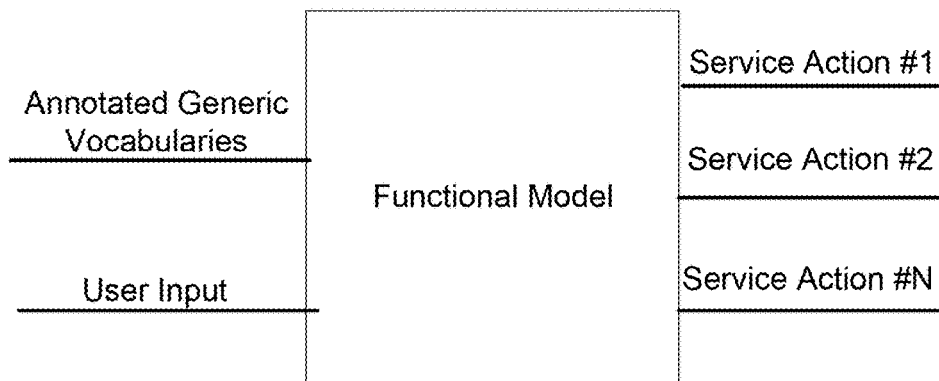 Annotated Generic
Vocabularies
User Input
Functional Model
Service Action #1
Service Action #2
Service Action #N